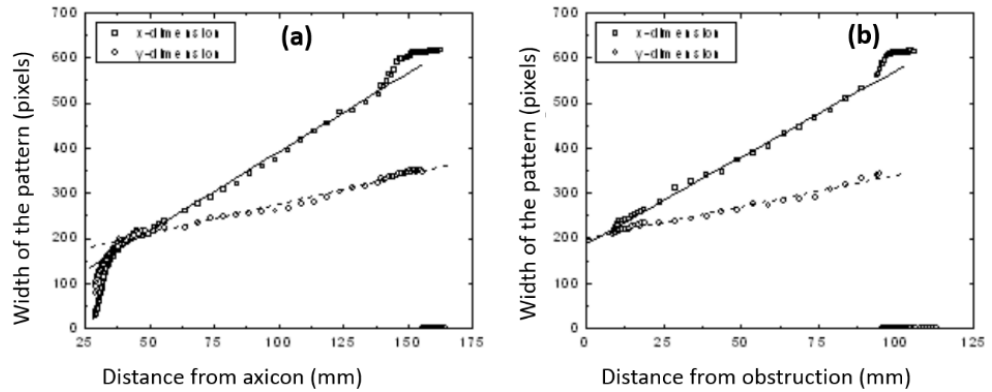 x-dimension
y-dimension
(a)
Width of the pattern (pixels)
700
600
500
400
300
200
100
0
25
50
75
100
125
150
175
Distance from axicon (mm)
x-dimension
y-dimension
(b)
Width of the pattern (pixels)
700
600
500
400
300
200
100
0
0
25
50
75
100
125
Distance from obstruction (mm)